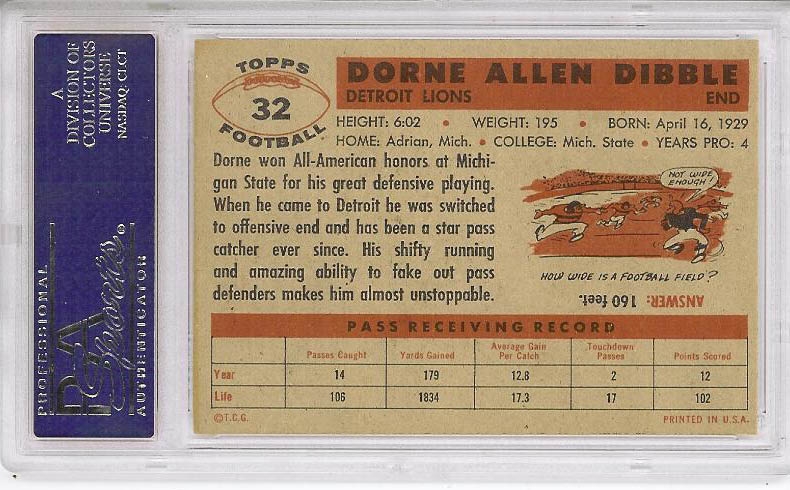 A
DIVISION OF
COLLECTORS
UNIVERSE
NASDAQ: CLCT
PROFESSIONAL
PSA
AUTHENTICATOR
TOPPS
32
FOOTBALL
DORNE ALLEN DIBBLE
DETROIT LIONS END
HEIGHT: 6:02 • WEIGHT: 195 • BORN: April 16, 1929
HOME: Adrian, Mich. • COLLEGE: Mich. State • YEARS PRO: 4
Dorne won All-American honors at Michi-
gan State for his great defensive playing.
When he came to Detroit he was switched
to offensive end and has been a star pass
catcher ever since. His shifty running
and amazing ability to fake out pass
defenders makes him almost unstoppable.
NOT WIDE
ENOUGH!
HOW WIDE IS A FOOTBALL FIELD?
ANSWER: 160 feet.
PASS RECEIVING RECORD
Passes Caught Yards Gained Average Gain Per Catch Touchdown Passes Points Scored
Year 14 179 12.8 2 12
Life 106 1834 17.3 17 102
©T.C.G. PRINTED IN U.S.A.